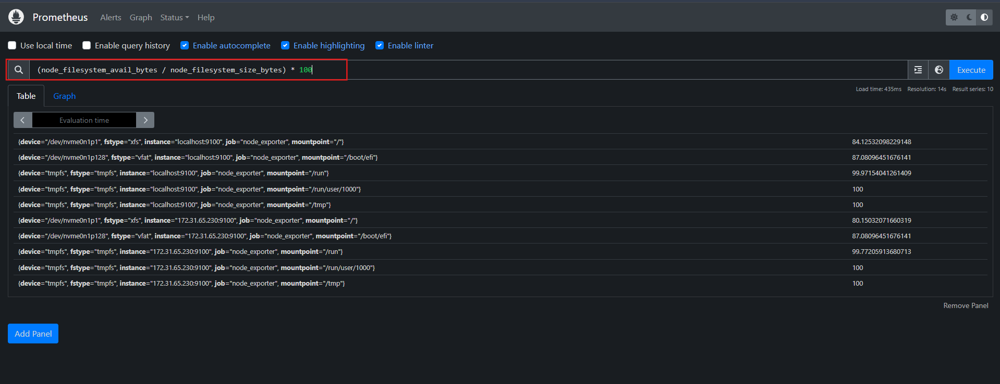 Prometheus Alerts Graph Status Help
Use local time Enable query history Enable autocomplete Enable highlighting Enable linter
(node_filesystem_avail_bytes / node_filesystem_size_bytes) * 100 Execute
Table Graph Load time: 435ms Resolution: 14s Result series: 10
Evaluation time
{device="/dev/nvme0n1p1", fstype="xfs", instance="localhost:9100", job="node_exporter", mountpoint="/"} 84.12532098229148
{device="/dev/nvme0n1p128", fstype="vfat", instance="localhost:9100", job="node_exporter", mountpoint="/boot/efi"} 87.08096451676141
{device="tmpfs", fstype="tmpfs", instance="localhost:9100", job="node_exporter", mountpoint="/run"} 99.97154041261409
{device="tmpfs", fstype="tmpfs", instance="localhost:9100", job="node_exporter", mountpoint="/run/user/1000"} 100
{device="tmpfs", fstype="tmpfs", instance="localhost:9100", job="node_exporter", mountpoint="/tmp"} 100
{device="/dev/nvme0n1p1", fstype="xfs", instance="172.31.65.230:9100", job="node_exporter", mountpoint="/"} 80.15032071660319
{device="/dev/nvme0n1p128", fstype="vfat", instance="172.31.65.230:9100", job="node_exporter", mountpoint="/boot/efi"} 87.08096451676141
{device="tmpfs", fstype="tmpfs", instance="172.31.65.230:9100", job="node_exporter", mountpoint="/run"} 99.77205913680713
{device="tmpfs", fstype="tmpfs", instance="172.31.65.230:9100", job="node_exporter", mountpoint="/run/user/1000"} 100
{device="tmpfs", fstype="tmpfs", instance="172.31.65.230:9100", job="node_exporter", mountpoint="/tmp"} 100
Remove Panel
Add Panel